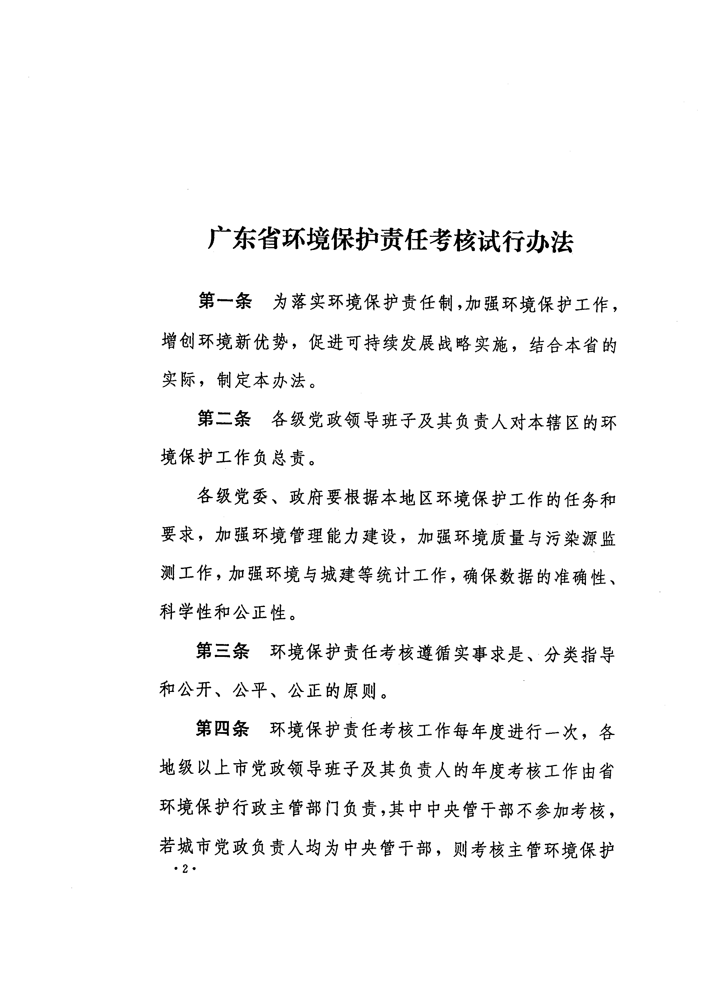 广东省环境保护责任考核试行办法
第一条　为落实环境保护责任制,加强环境保护工作,
增创环境新优势，促进可持续发展战略实施，结合本省的
实际，制定本办法。
第二条　各级党政领导班子及其负责人对本辖区的环
境保护工作负总责。
各级党委、政府要根据本地区环境保护工作的任务和
要求，加强环境管理能力建设，加强环境质量与污染源监
测工作,加强环境与城建等统计工作,确保数据的准确性、
科学性和公正性。
第三条　环境保护责任考核遵循实事求是、分类指导
和公开、公平、公正的原则。
第四条　环境保护责任考核工作每年度进行一次，各
地级以上市党政领导班子及其负责人的年度考核工作由省
环境保护行政主管部门负责,其中中央管干部不参加考核,
若城市党政负责人均为中央管干部，则考核主管环境保护
·2·